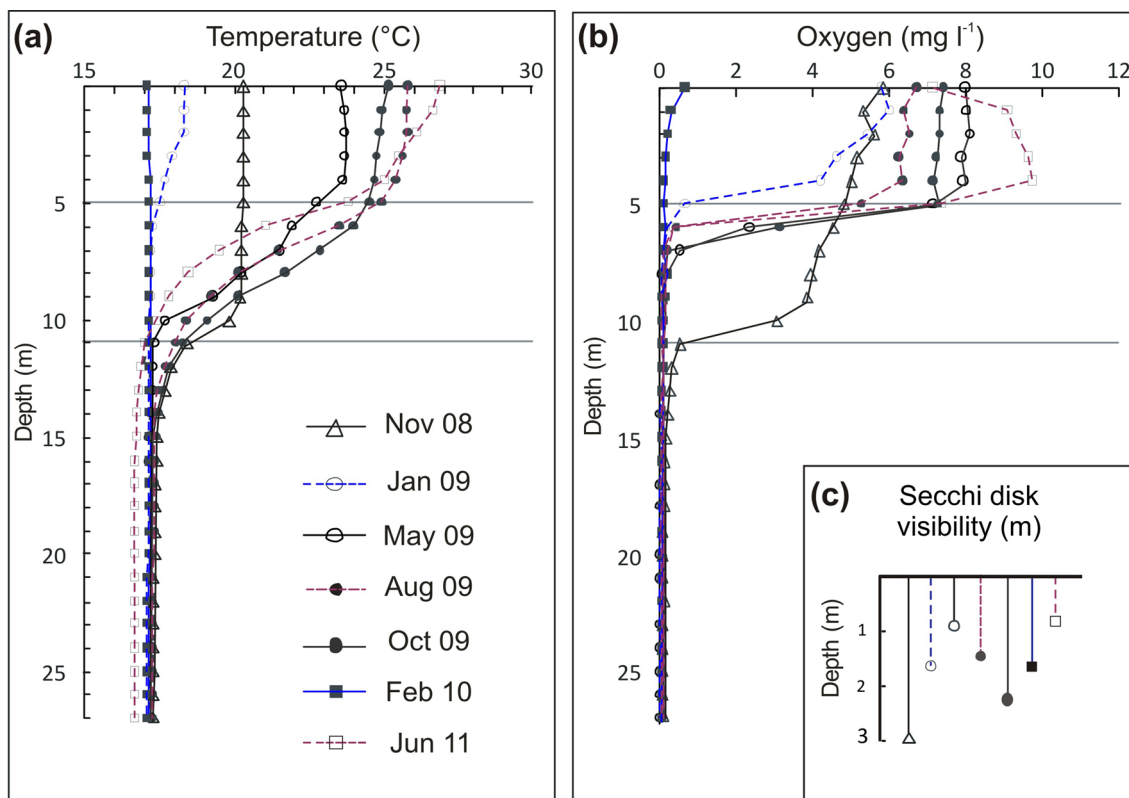 (a)
Temperature (°C)
15 20 25 30
5
10
15
20
25
Depth (m)
Nov 08
Jan 09
May 09
Aug 09
Oct 09
Feb 10
Jun 11
(b)
Oxygen (mg l⁻¹)
0 2 4 6 8 10 12
5
10
15
20
25
Depth (m)
(c)
Secchi disk
visibility (m)
1
2
3
Depth (m)